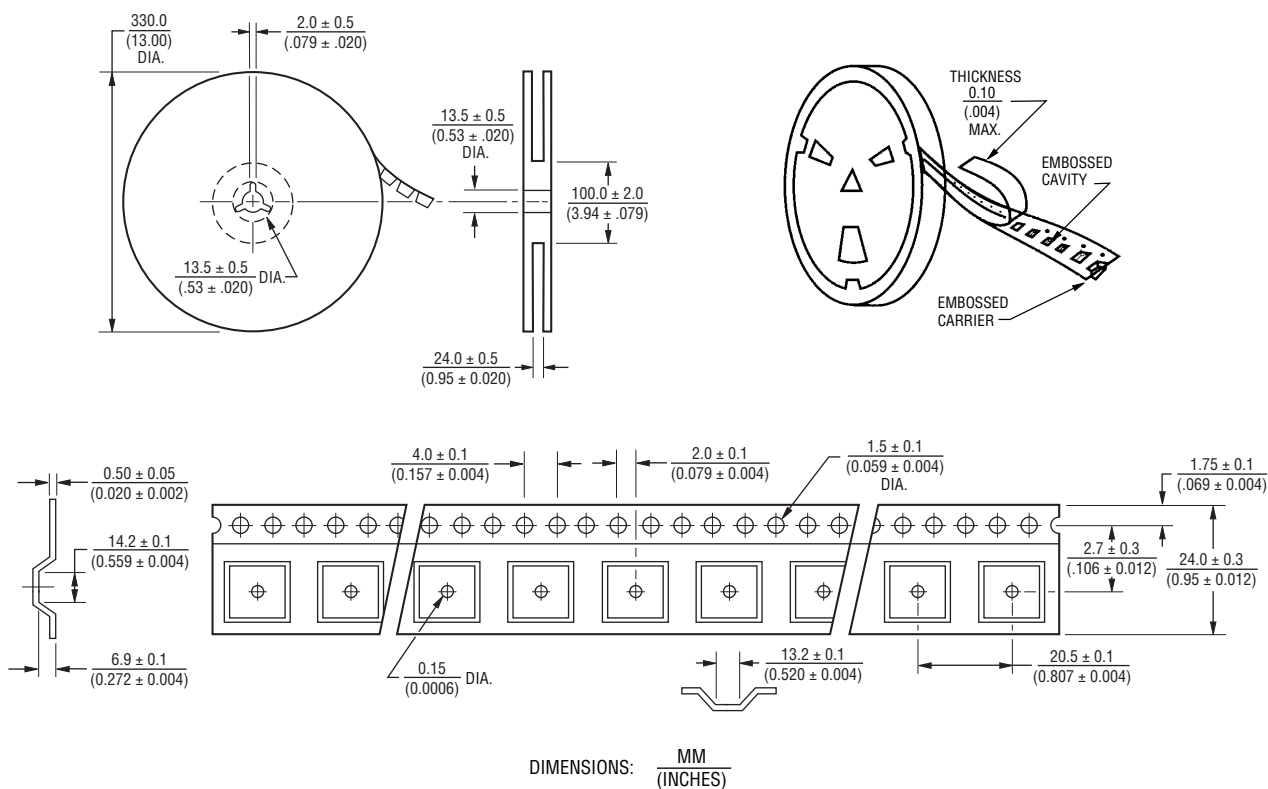 330.0
(13.00)
DIA.
2.0 ± 0.5
(.079 ± .020)
13.5 ± 0.5
(0.53 ± .020)
DIA.
100.0 ± 2.0
(3.94 ± .079)
13.5 ± 0.5
(.53 ± .020)
DIA.
24.0 ± 0.5
(0.95 ± 0.020)
THICKNESS
0.10
(.004)
MAX.
EMBOSSED
CAVITY
EMBOSSED
CARRIER
0.50 ± 0.05
(0.020 ± 0.002)
14.2 ± 0.1
(0.559 ± 0.004)
6.9 ± 0.1
(0.272 ± 0.004)
4.0 ± 0.1
(0.157 ± 0.004)
2.0 ± 0.1
(0.079 ± 0.004)
1.5 ± 0.1
(0.059 ± 0.004)
DIA.
1.75 ± 0.1
(.069 ± 0.004)
2.7 ± 0.3
(.106 ± 0.012)
24.0 ± 0.3
(0.95 ± 0.012)
0.15
(0.0006)
DIA.
13.2 ± 0.1
(0.520 ± 0.004)
20.5 ± 0.1
(0.807 ± 0.004)
DIMENSIONS:
MM
(INCHES)